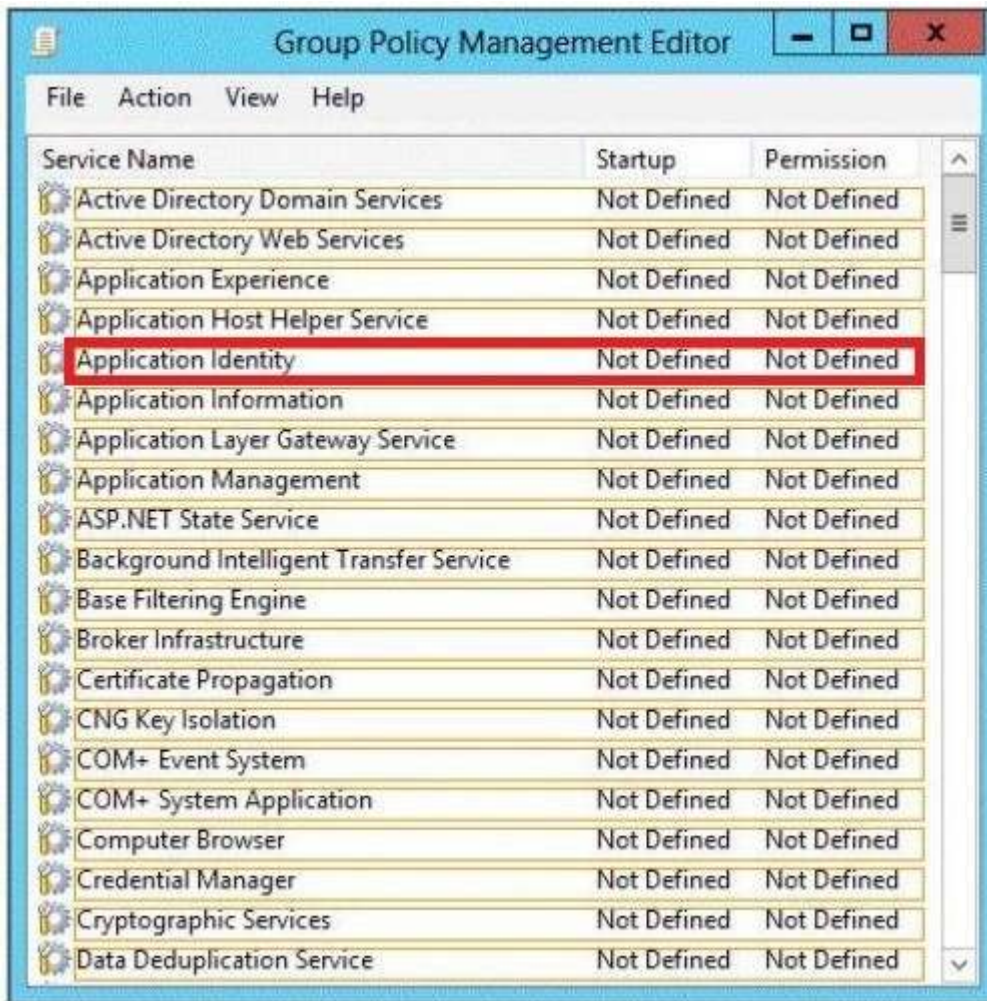 Group Policy Management Editor
File Action View Help
Service Name Startup Permission
Active Directory Domain Services Not Defined Not Defined
Active Directory Web Services Not Defined Not Defined
Application Experience Not Defined Not Defined
Application Host Helper Service Not Defined Not Defined
Application Identity Not Defined Not Defined
Application Information Not Defined Not Defined
Application Layer Gateway Service Not Defined Not Defined
Application Management Not Defined Not Defined
ASP.NET State Service Not Defined Not Defined
Background Intelligent Transfer Service Not Defined Not Defined
Base Filtering Engine Not Defined Not Defined
Broker Infrastructure Not Defined Not Defined
Certificate Propagation Not Defined Not Defined
CNG Key Isolation Not Defined Not Defined
COM+ Event System Not Defined Not Defined
COM+ System Application Not Defined Not Defined
Computer Browser Not Defined Not Defined
Credential Manager Not Defined Not Defined
Cryptographic Services Not Defined Not Defined
Data Deduplication Service Not Defined Not Defined